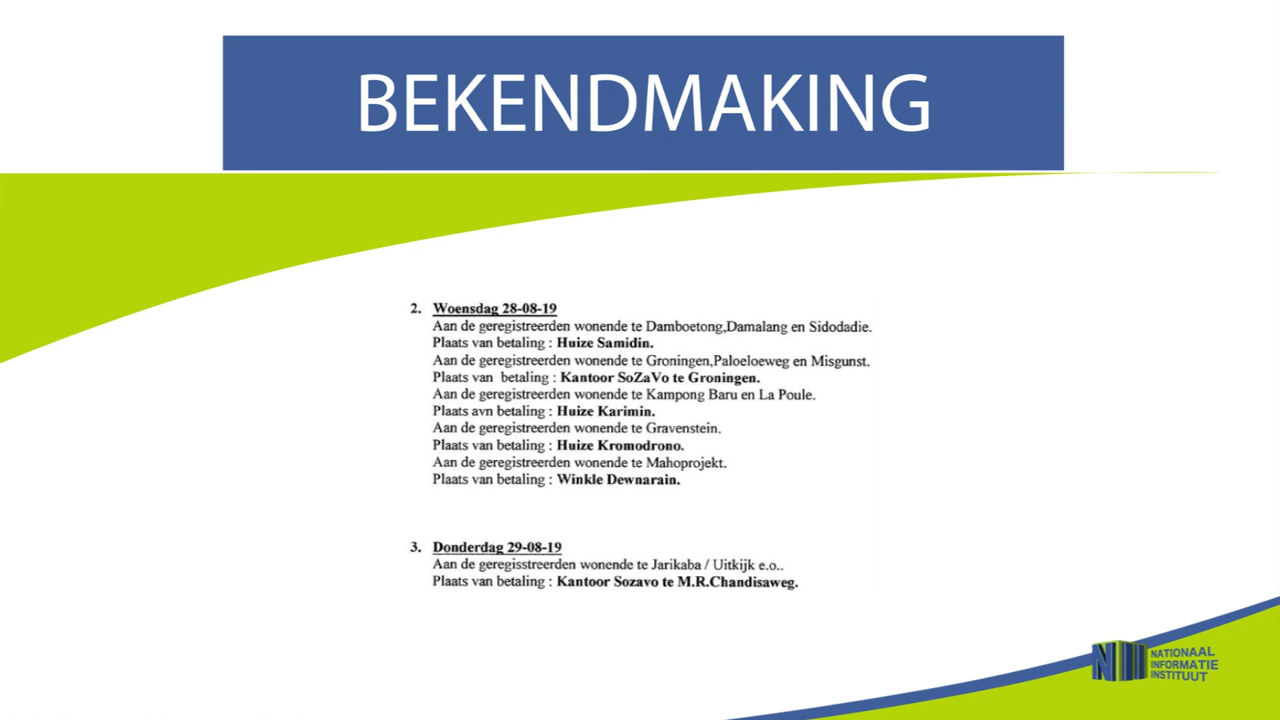 BEKENDMAKING
2. Woensdag 28-08-19
Aan de geregistreerden wonende te Damboetong,Damalang en Sidodadie.
Plaats van betaling : Huize Samidin.
Aan de geregistreerden wonende te Groningen,Paloeloeweg en Misgunst.
Plaats van betaling : Kantoor SoZaVo te Groningen.
Aan de geregistreerden wonende te Kampong Baru en La Poule.
Plaats avn betaling : Huize Karimin.
Aan de geregistreerden wonende te Gravenstein.
Plaats van betaling : Huize Kromodrono.
Aan de geregistreerden wonende te Mahoprojekt.
Plaats van betaling : Winkle Dewnarain.
3. Donderdag 29-08-19
Aan de geregisstreerden wonende te Jarikaba / Uitkijk e.o..
Plaats van betaling : Kantoor Sozavo te M.R.Chandisaweg.
NATIONAAL
INFORMATIE
INSTITUUT